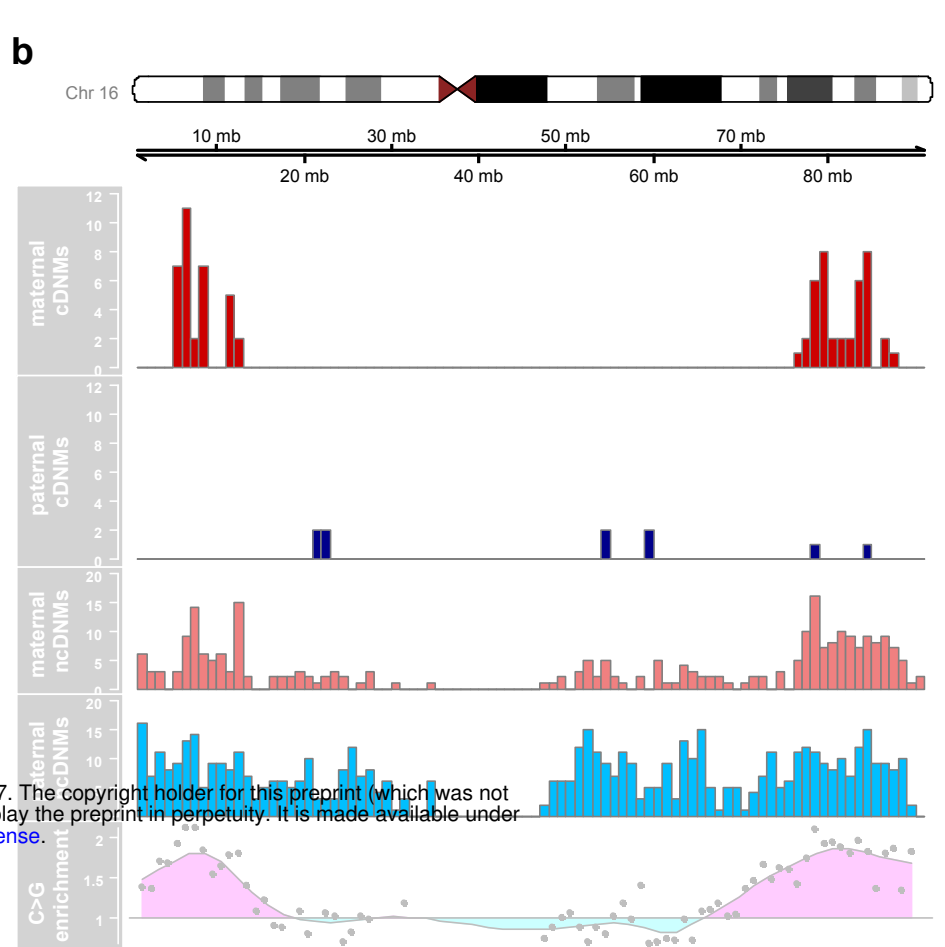 b
Chr 16
10 mb
30 mb
50 mb
70 mb
20 mb
40 mb
60 mb
80 mb
maternal
cDNMs
12
10
8
6
4
2
0
paternal
cDNMs
12
10
8
6
4
2
0
maternal
ncDNMs
20
15
10
5
0
20
15
10
7. The copyright holder for this preprint (which was not
play the preprint in perpetuity. It is made available under
ense.
C>G
enrichment
2
1.5
1